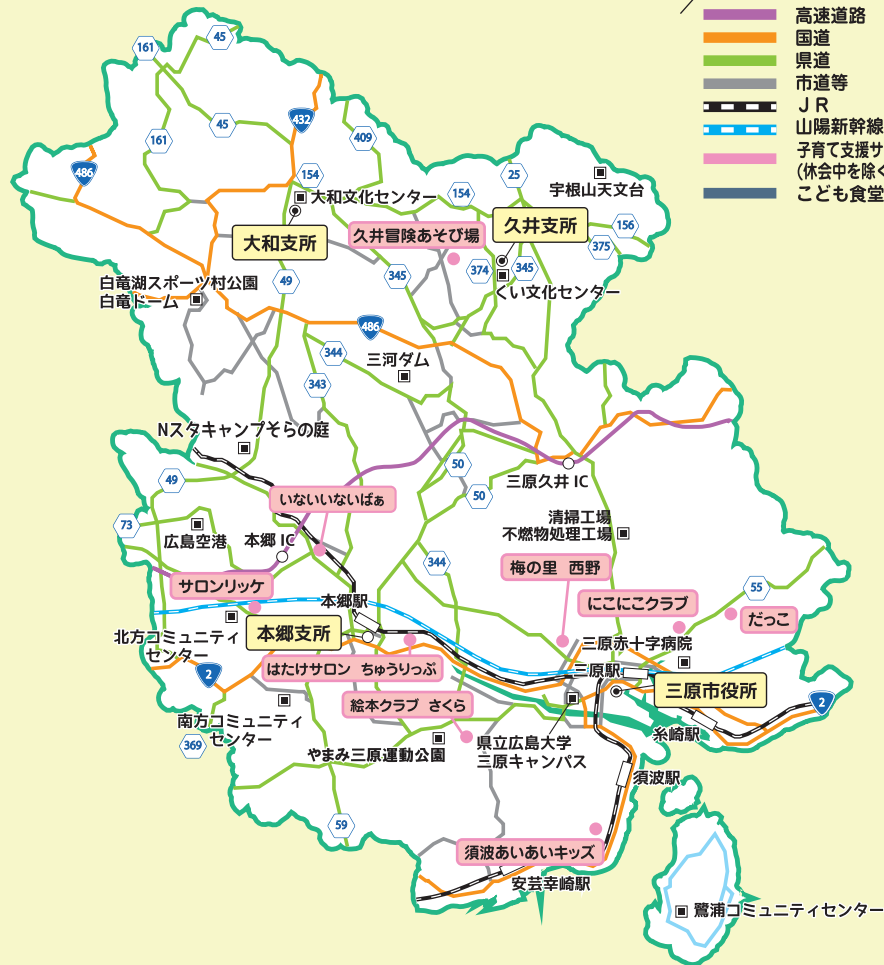 高速道路
国道
県道
市道等
JR
山陽新幹線
子育て支援サ
(休会中を除く
こども食堂
161
45
161
45
432
409
486
154
大和文化センター
大和支所
久井冒険あそび場
154
25
宇根山天文台
久井支所
156
375
374
345
345
くい文化センター
49
白竜湖スポーツ村公園
白竜ドーム
486
344
三河ダム
343
Nスタキャンプそらの庭
50
50
三原久井 IC
49
いないいないばぁ
73
広島空港
本郷 IC
清掃工場
不燃物処理工場
344
梅の里 西野
55
サロンリッケ
本郷駅
にこにこクラブ
だっこ
北方コミュニティ
センター
本郷支所
三原赤十字病院
はたけサロン ちゅうりっぷ
三原駅
2
三原市役所
2
絵本クラブ さくら
南方コミュニティ
センター
369
やまみ三原運動公園
県立広島大学
三原キャンパス
糸崎駅
須波駅
59
須波あいあいキッズ
安芸幸崎駅
鷺浦コミュニティセンター